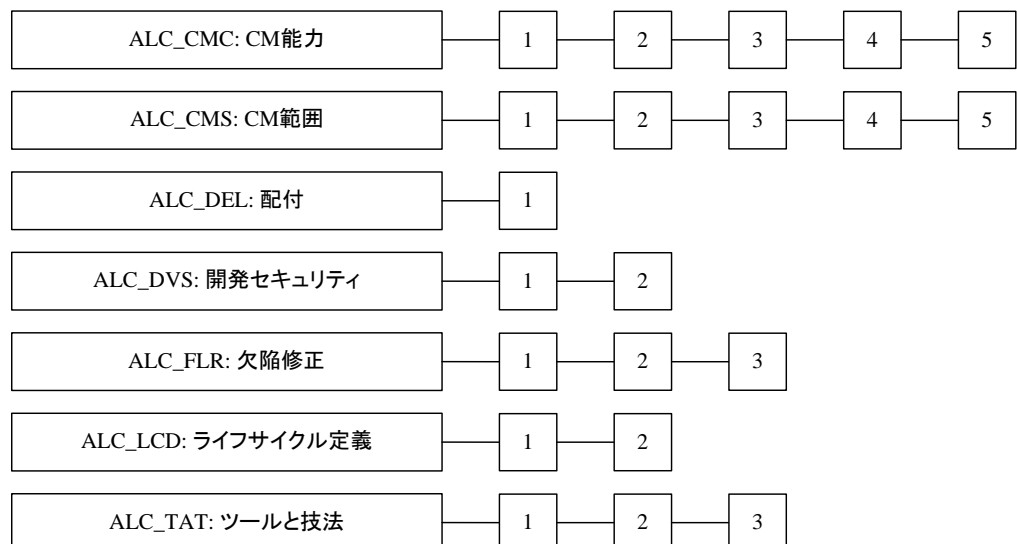 ALC_CMC: CM能力 1 2 3 4 5
ALC_CMS: CM範囲 1 2 3 4 5
ALC_DEL: 配付 1
ALC_DVS: 開発セキュリティ 1 2
ALC_FLR: 欠陥修正 1 2 3
ALC_LCD: ライフサイクル定義 1 2
ALC_TAT: ツールと技法 1 2 3